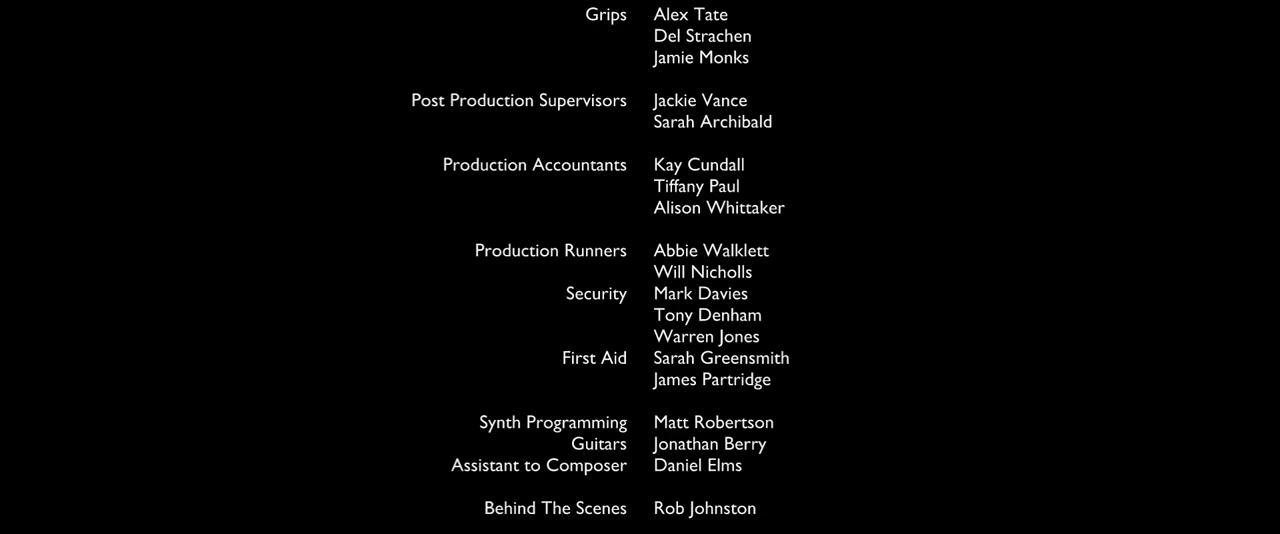 Grips Alex Tate
Del Strachen
Jamie Monks
Post Production Supervisors Jackie Vance
Sarah Archibald
Production Accountants Kay Cundall
Tiffany Paul
Alison Whittaker
Production Runners Abbie Walklett
Will Nicholls
Security Mark Davies
Tony Denham
Warren Jones
First Aid Sarah Greensmith
James Partridge
Synth Programming Matt Robertson
Guitars Jonathan Berry
Assistant to Composer Daniel Elms
Behind The Scenes Rob Johnston